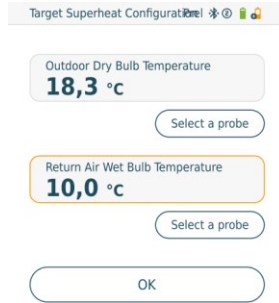 Target Superheat Configuration
Outdoor Dry Bulb Temperature
18,3 °C
Select a probe
Return Air Wet Bulb Temperature
10,0 °C
Select a probe
OK